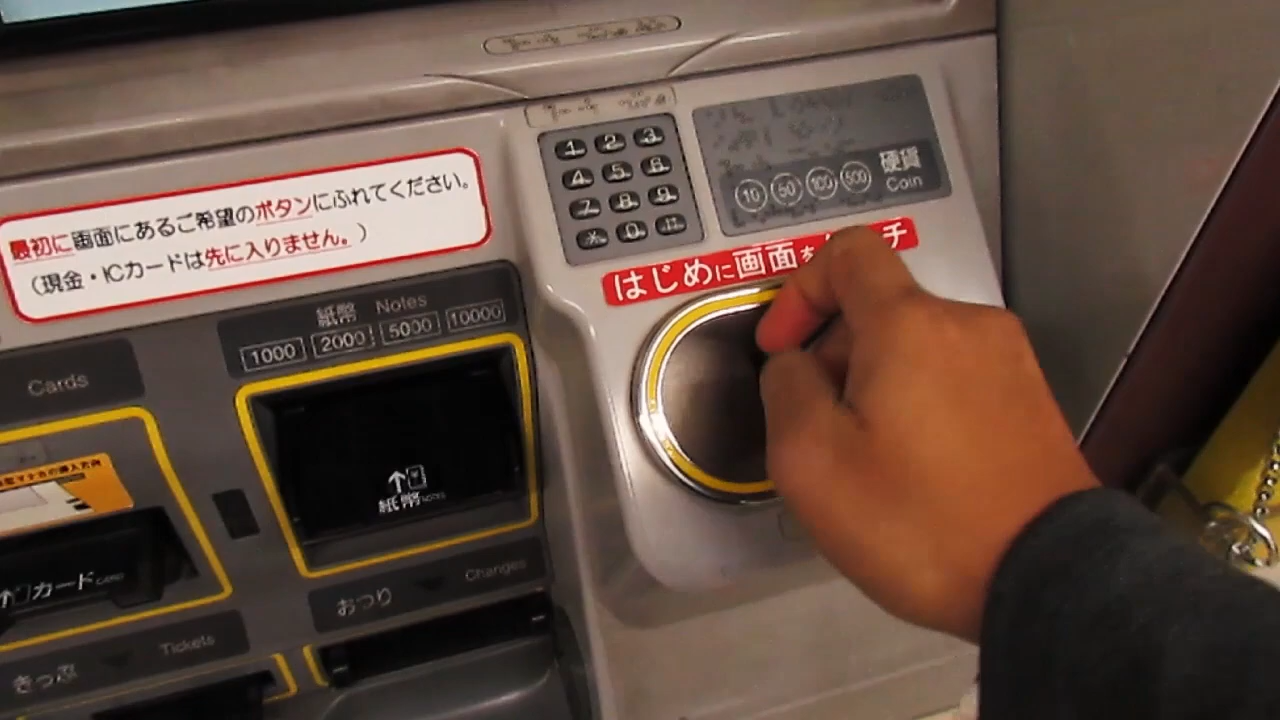 最初に画面にあるご希望のボタンにふれてください。
(現金・ICカードは先に入りません。)
1 2 3
4 5 6
7 8 9
* 0 #
10 50 100 500 硬貨
Coin
はじめに画面を
チ
紙幣 Notes
1000 2000 5000 10000
Cards
↑ 紙幣
カード
おつり Changes
きっぷ Tickets